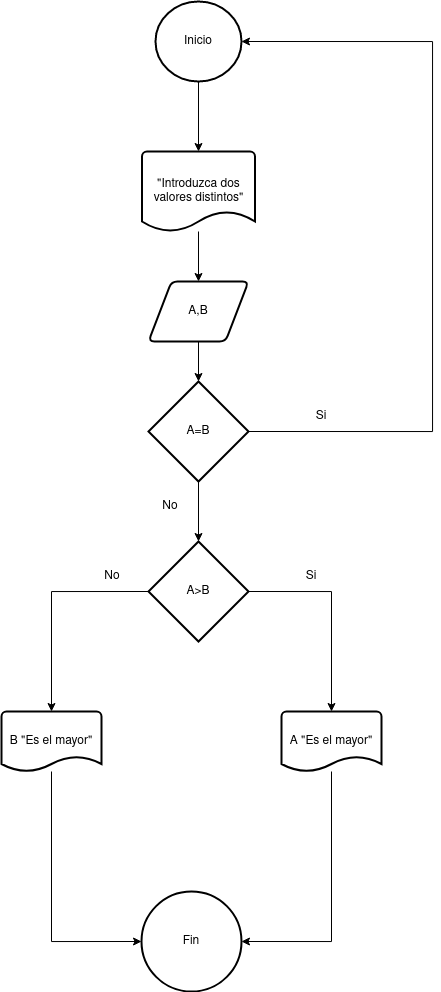 Inicio
"Introduzca dos
valores distintos"
A,B
Si
A=B
No
No
Si
A>B
B "Es el mayor"
A "Es el mayor"
Fin